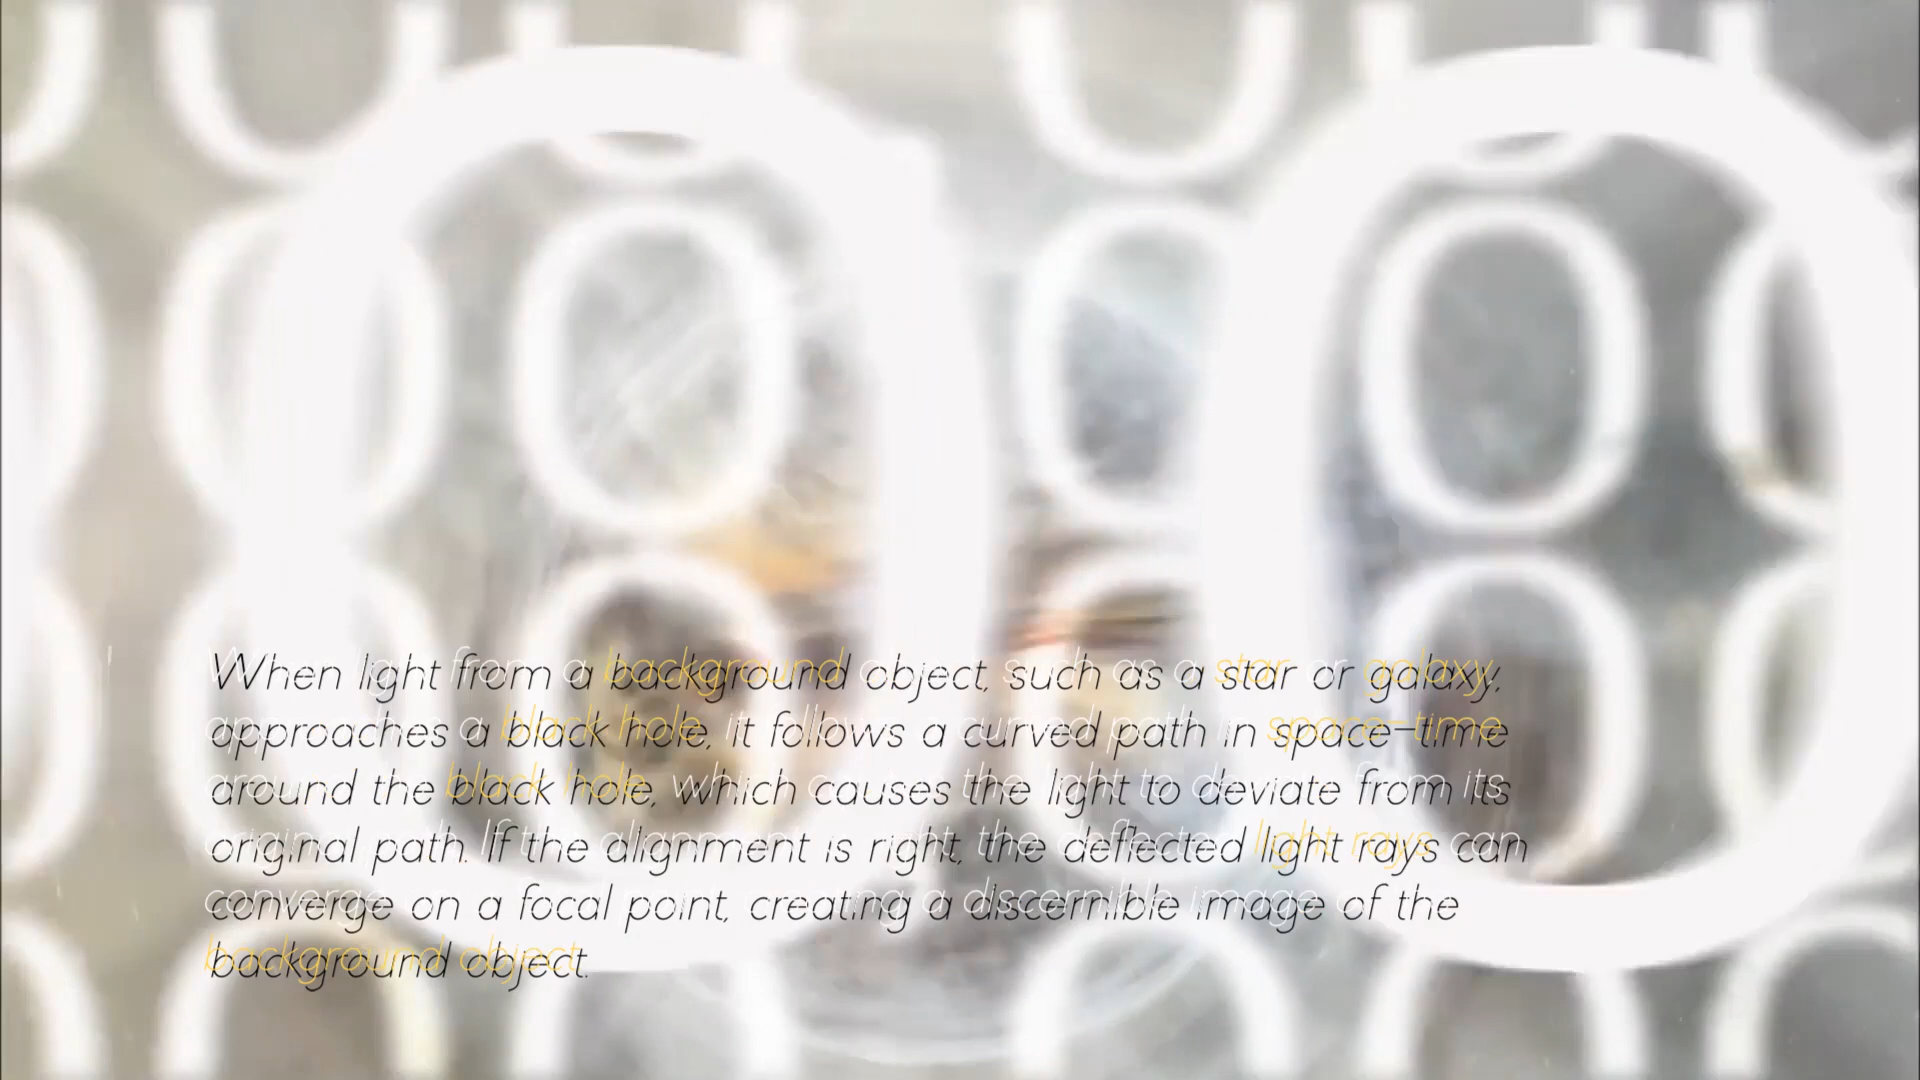 When light from a background object, such as a star or galaxy,
approaches a black hole, it follows a curved path in space-time
around the black hole, which causes the light to deviate from its
original path. If the alignment is right, the deflected light rays can
converge on a focal point, creating a discernible image of the
background object.